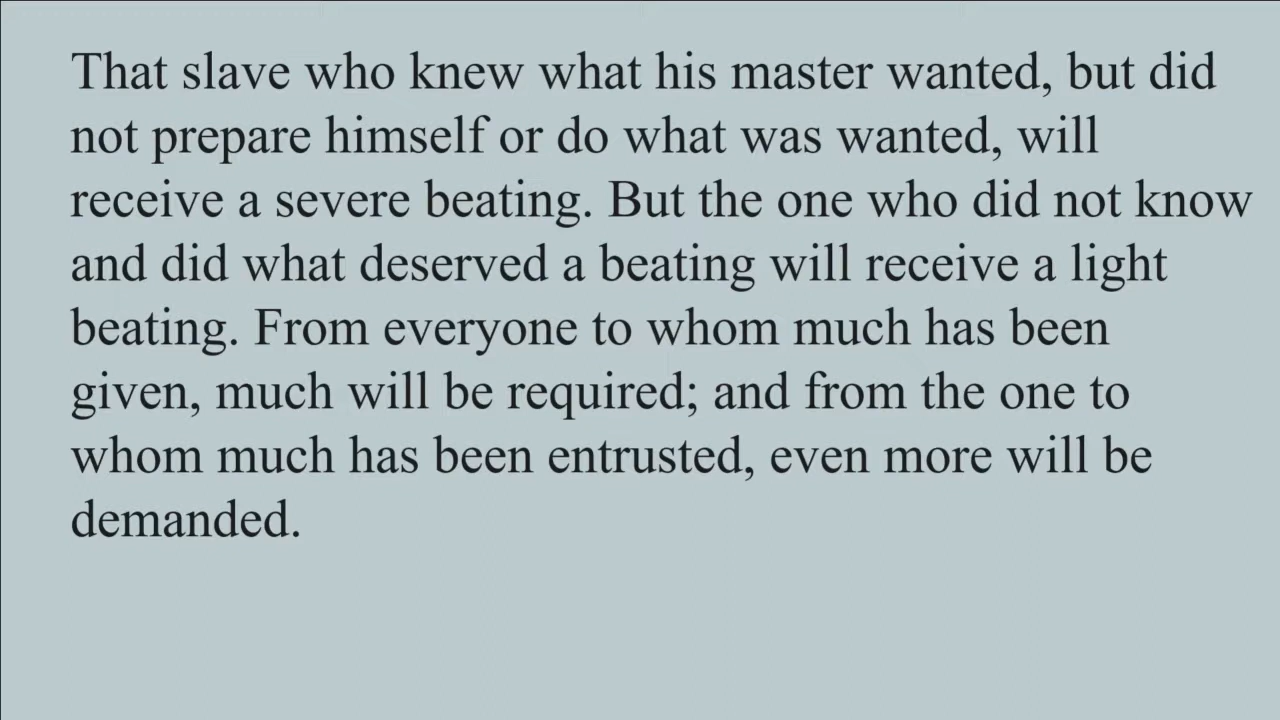 That slave who knew what his master wanted, but did
not prepare himself or do what was wanted, will
receive a severe beating. But the one who did not know
and did what deserved a beating will receive a light
beating. From everyone to whom much has been
given, much will be required; and from the one to
whom much has been entrusted, even more will be
demanded.